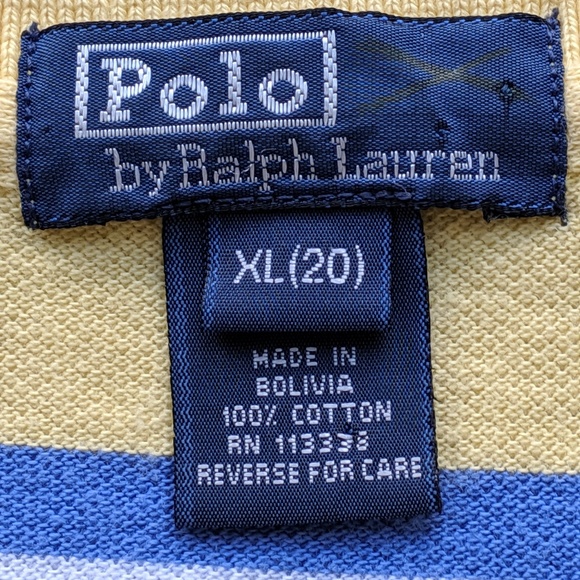 Polo
by Ralph Lauren
XL(20)
MADE IN
BOLIVIA
100% COTTON
RN 113338
REVERSE FOR CARE